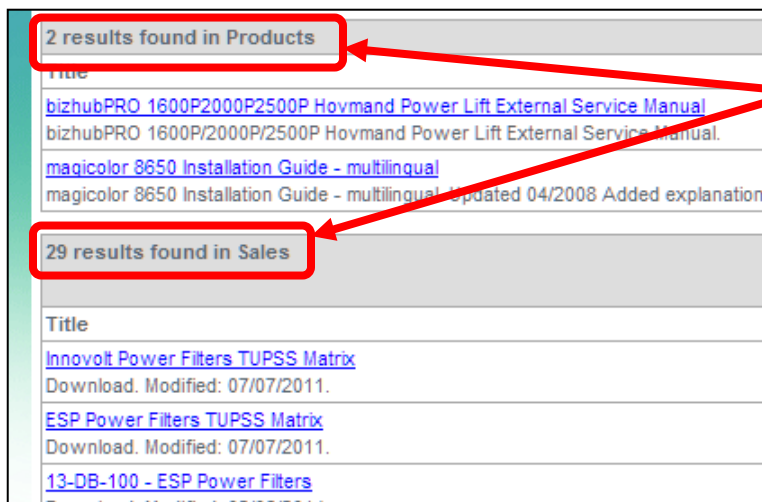 2 results found in Products
Title
bizhubPRO 1600P2000P2500P Hovmand Power Lift External Service Manual
bizhubPRO 1600P/2000P/2500P Hovmand Power Lift External Service Manual.
magicolor 8650 Installation Guide - multilingual
magicolor 8650 Installation Guide - multilingual. Updated 04/2008 Added explanation
29 results found in Sales
Title
Innovolt Power Filters TUPSS Matrix
Download. Modified: 07/07/2011.
ESP Power Filters TUPSS Matrix
Download. Modified: 07/07/2011.
13-DB-100 - ESP Power Filters